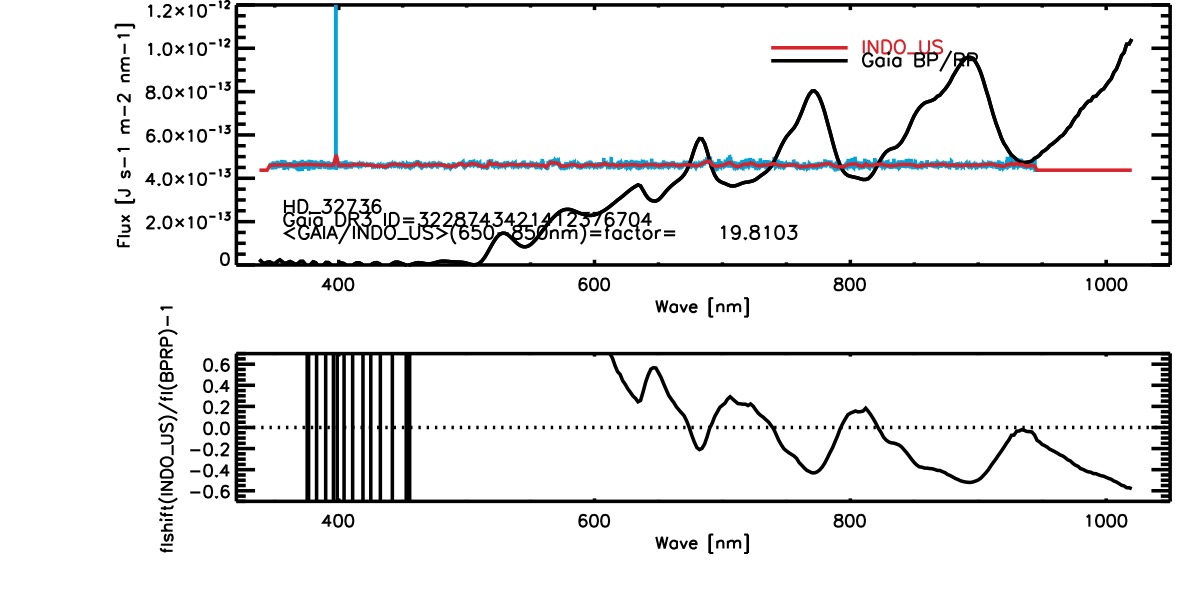 1.2×10−12
1.0×10−12
8.0×10−13
6.0×10−13
4.0×10−13
2.0×10−13
0
Flux [J s−1 m−2 nm−1]
INDO_US
Gaia BP/RP
HD_32736
Gaia DR3 ID=3228743421412376704
<GAIA/INDO_US>(650−850nm)=factor= 19.8103
400 600 800 1000
Wave [nm]
flshift(INDO_US)/fl(BPRP)−1
0.6
0.4
0.2
0.0
−0.2
−0.4
−0.6
400 600 800 1000
Wave [nm]